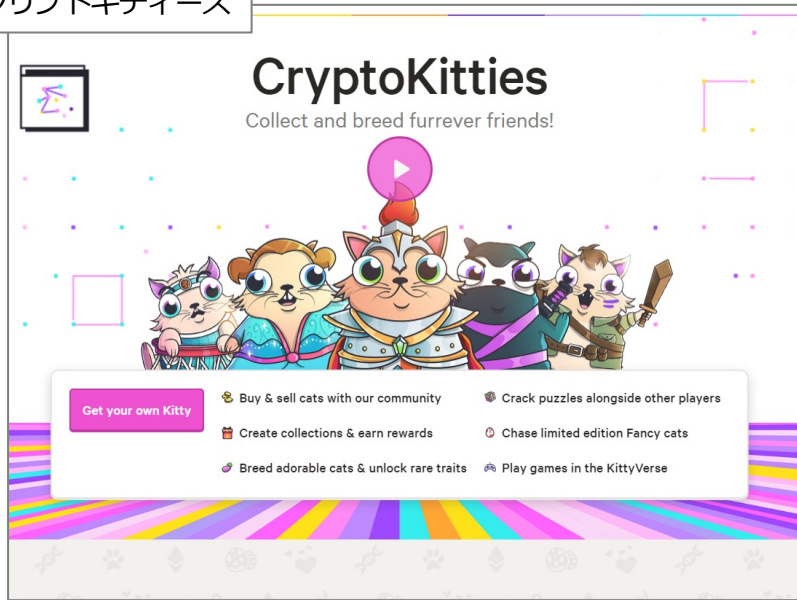 リプトキティーズ
CryptoKitties
Collect and breed furrever friends!
Get your own Kitty
Buy & sell cats with our community
Create collections & earn rewards
Breed adorable cats & unlock rare traits
Crack puzzles alongside other players
Chase limited edition Fancy cats
Play games in the KittyVerse